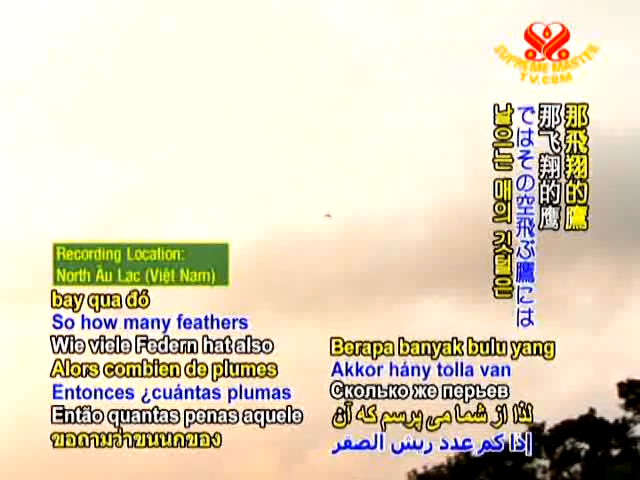 SUPREME MASTER
TV.COM
那飛翔的鷹
那飞翔的鹰
ではその空飛ぶ鷹には
날으는 매의 깃털은
Recording Location:
North Âu Lạc (Việt Nam)
bay qua đó
So how many feathers
Wie viele Federn hat also
Alors combien de plumes
Entonces ¿cuántas plumas
Então quantas penas aquele
ขอถามว่าขนนกของ
Berapa banyak bulu yang
Akkor hány tolla van
Сколько же перьев
لذا از شما می پرسم که آن
إذا كم عدد ريش الصقر